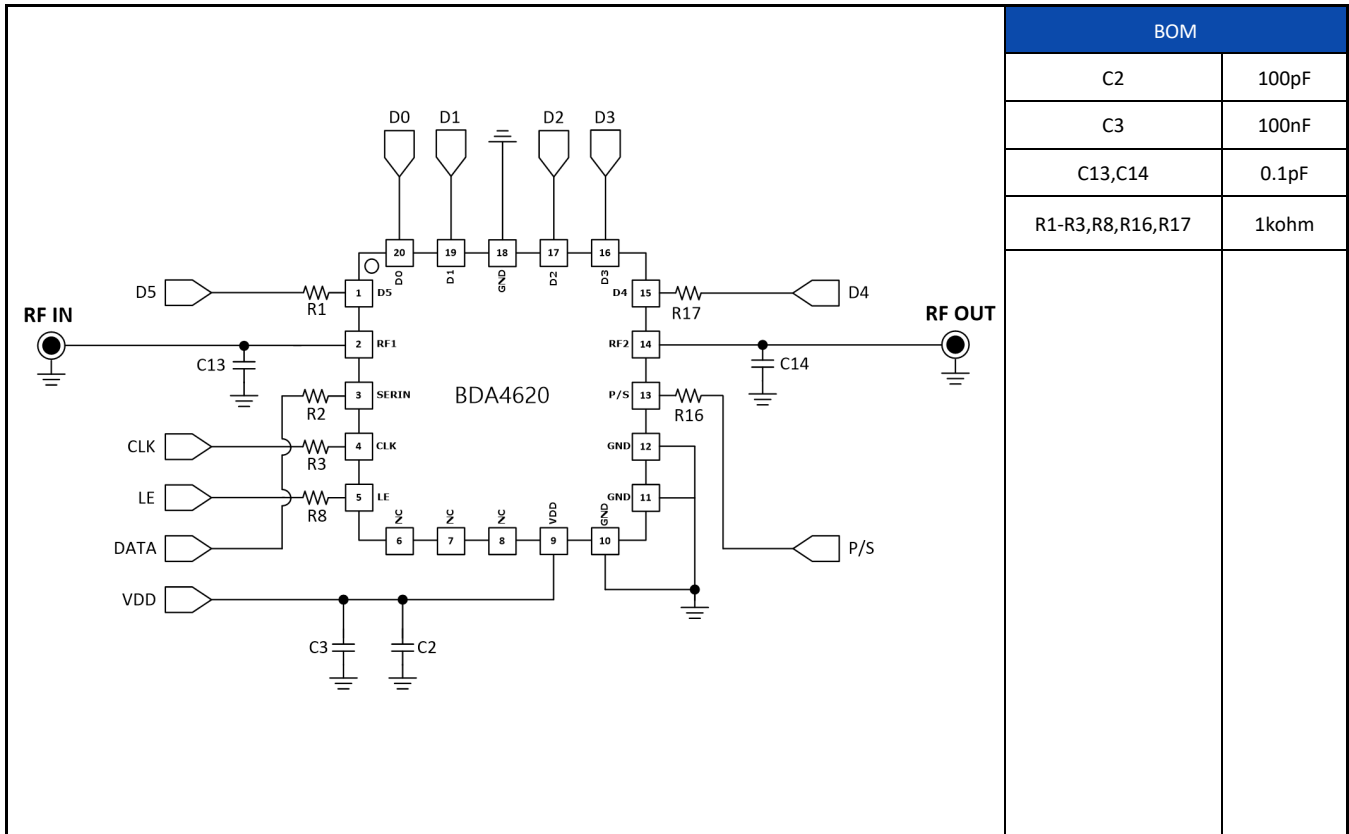 BOM
C2 100pF
C3 100nF
C13,C14 0.1pF
R1-R3,R8,R16,R17 1kohm
D0 D1 D2 D3
20 19 18 17 16
D0 D1 GND D2 D3
D5 R1 1 D5
D4 15 R17 D4
RF IN
RF OUT
C13 2 RF1
RF2 14 C14
R2 3 SERIN
BDA4620
P/S 13 R16
CLK R3 4 CLK
GND 12
LE R8 5 LE
GND 11
NC NC NC VDD GND
6 7 8 9 10
DATA
P/S
VDD
C3 C2